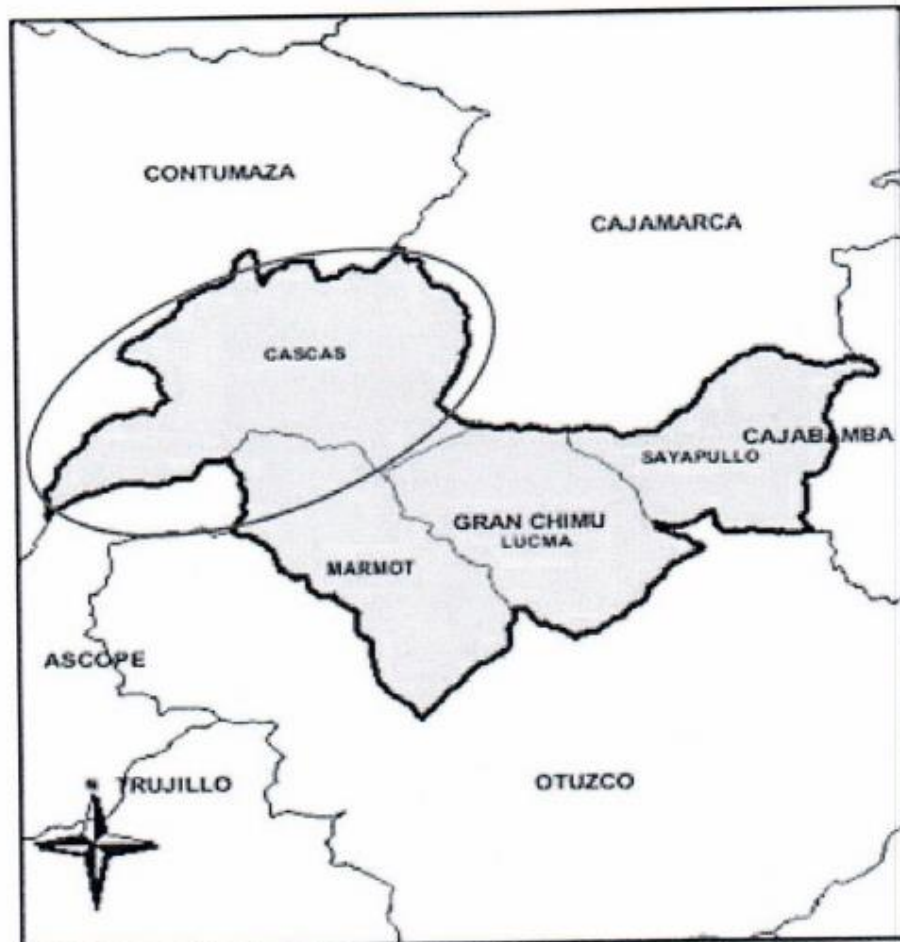 CONTUMAZA
CAJAMARCA
CASCAS
CAJABAMBA
SAYAPULLO
GRAN CHIMU
LUCMA
MARMOT
ASCOPE
N
TRUJILLO
OTUZCO